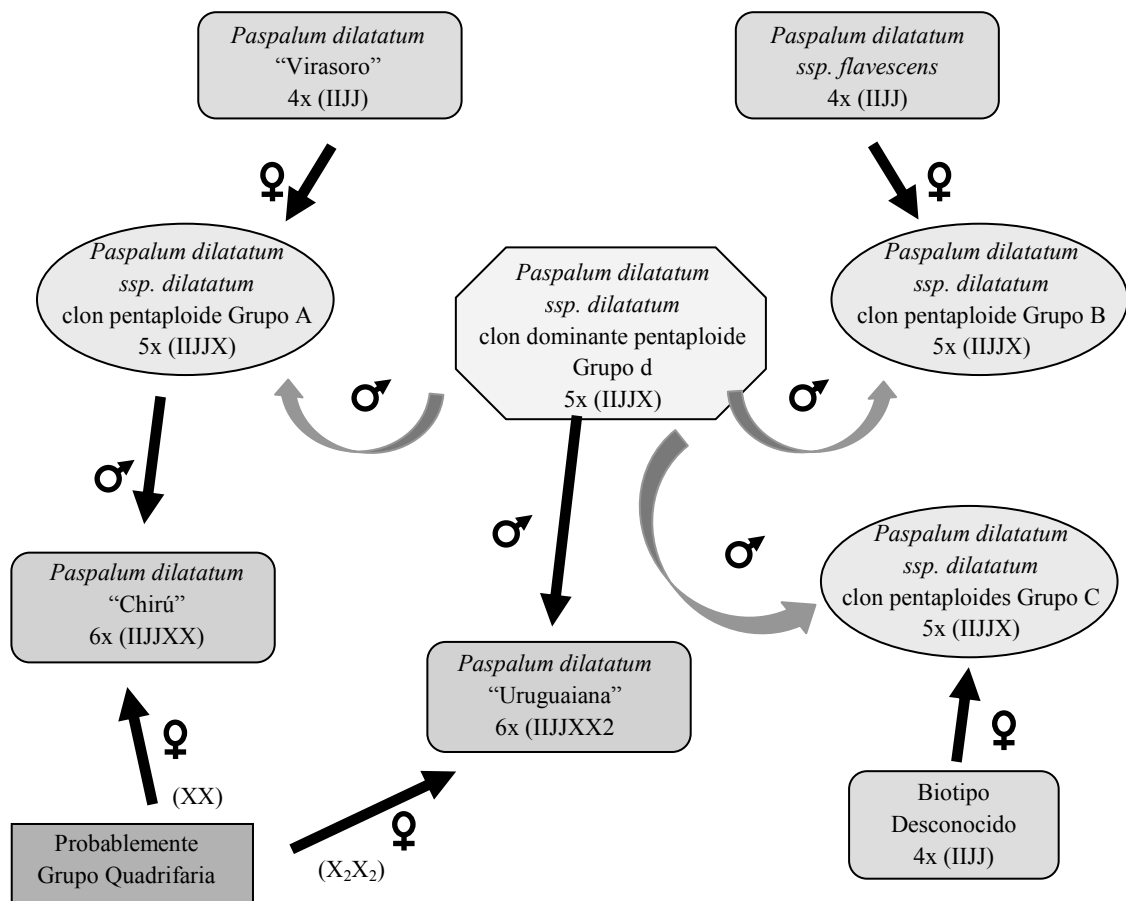 Paspalum dilatatum
“Virasoro”
4x (IIJJ)
Paspalum dilatatum
ssp. flavescens
4x (IIJJ)
♀
♀
Paspalum dilatatum
ssp. dilatatum
clon pentaploide Grupo A
5x (IIJJX)
Paspalum dilatatum
ssp. dilatatum
clon dominante pentaploide
Grupo d
5x (IIJJX)
Paspalum dilatatum
ssp. dilatatum
clon pentaploide Grupo B
5x (IIJJX)
♂
♂
♂
♂
♂
Paspalum dilatatum
“Chirú”
6x (IIJJXX)
Paspalum dilatatum
“Uruguaiana”
6x (IIJJXX2
Paspalum dilatatum
ssp. dilatatum
clon pentaploides Grupo C
5x (IIJJX)
♀
(XX)
♀
(X₂X₂)
♀
Probablemente
Grupo Quadrifaria
Biotipo
Desconocido
4x (IIJJ)